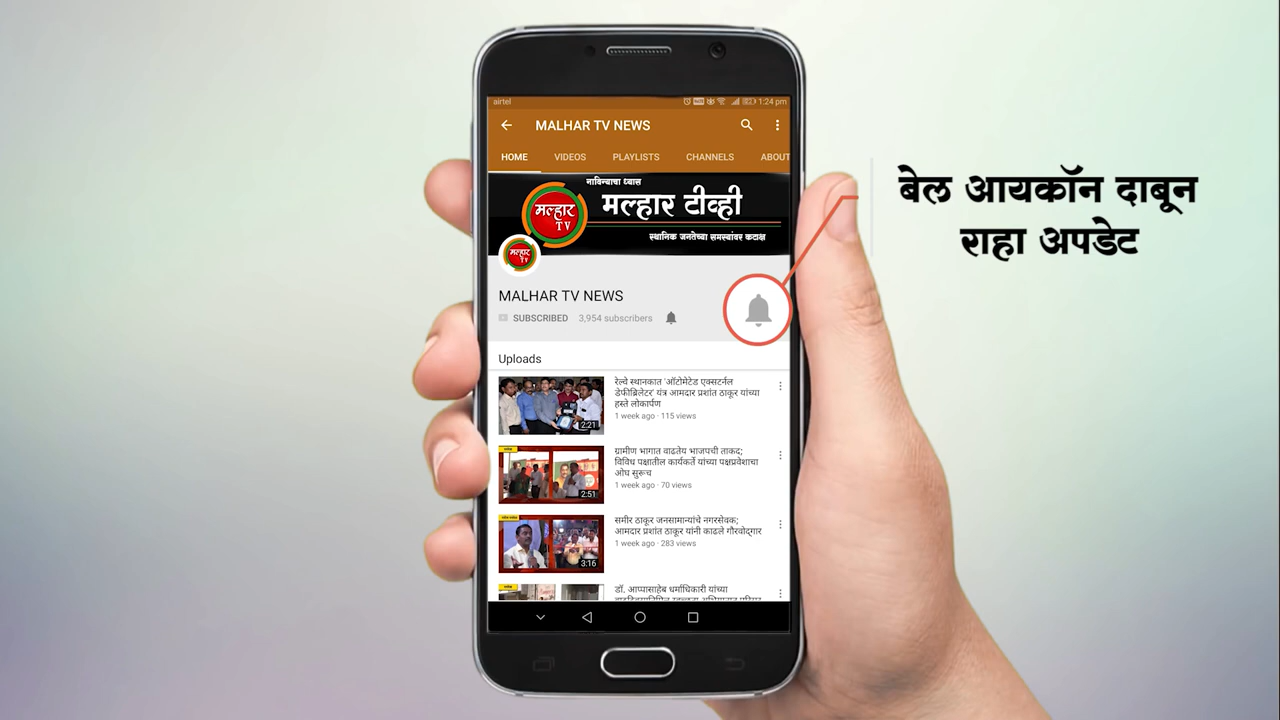 airtel 1:24 pm
MALHAR TV NEWS
HOME VIDEOS PLAYLISTS CHANNELS ABOUT
नाविन्याचा ध्यास
मल्हार टीव्ही
मल्हार
TV
स्थानिक जनतेच्या समस्यांवर कटाक्ष
मल्हार
TV
बेल आयकॉन दाबून
राहा अपडेट
MALHAR TV NEWS
SUBSCRIBED 3,954 subscribers
Uploads
रेल्वे स्थानकात 'ऑटोमेटेड एक्सटर्नल
डेफीब्रिलेटर' यंत्र आमदार प्रशांत ठाकूर यांच्या
हस्ते लोकार्पण
1 week ago · 115 views
2:21
ग्रामीण भागात वाढतेय भाजपची ताकद;
विविध पक्षातील कार्यकर्ते यांच्या पक्षप्रवेशाचा
ओघ सुरूच
1 week ago · 70 views
2:51
समीर ठाकूर जनसामान्यांचे नगरसेवक;
आमदार प्रशांत ठाकूर यांनी काढले गौरवोद्गार
1 week ago · 283 views
3:16
डॉ. आप्पासाहेब धर्माधिकारी यांच्या